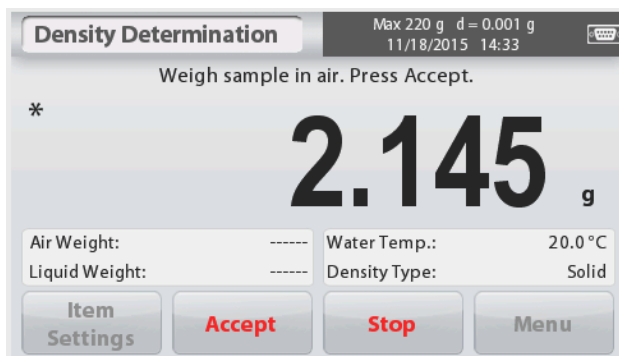 Density Determination
Max 220 g d = 0.001 g
11/18/2015 14:33
Weigh sample in air. Press Accept.
*
2.145 g
Air Weight: ------
Liquid Weight: ------
Water Temp.: 20.0 °C
Density Type: Solid
Item
Settings
Accept
Stop
Menu